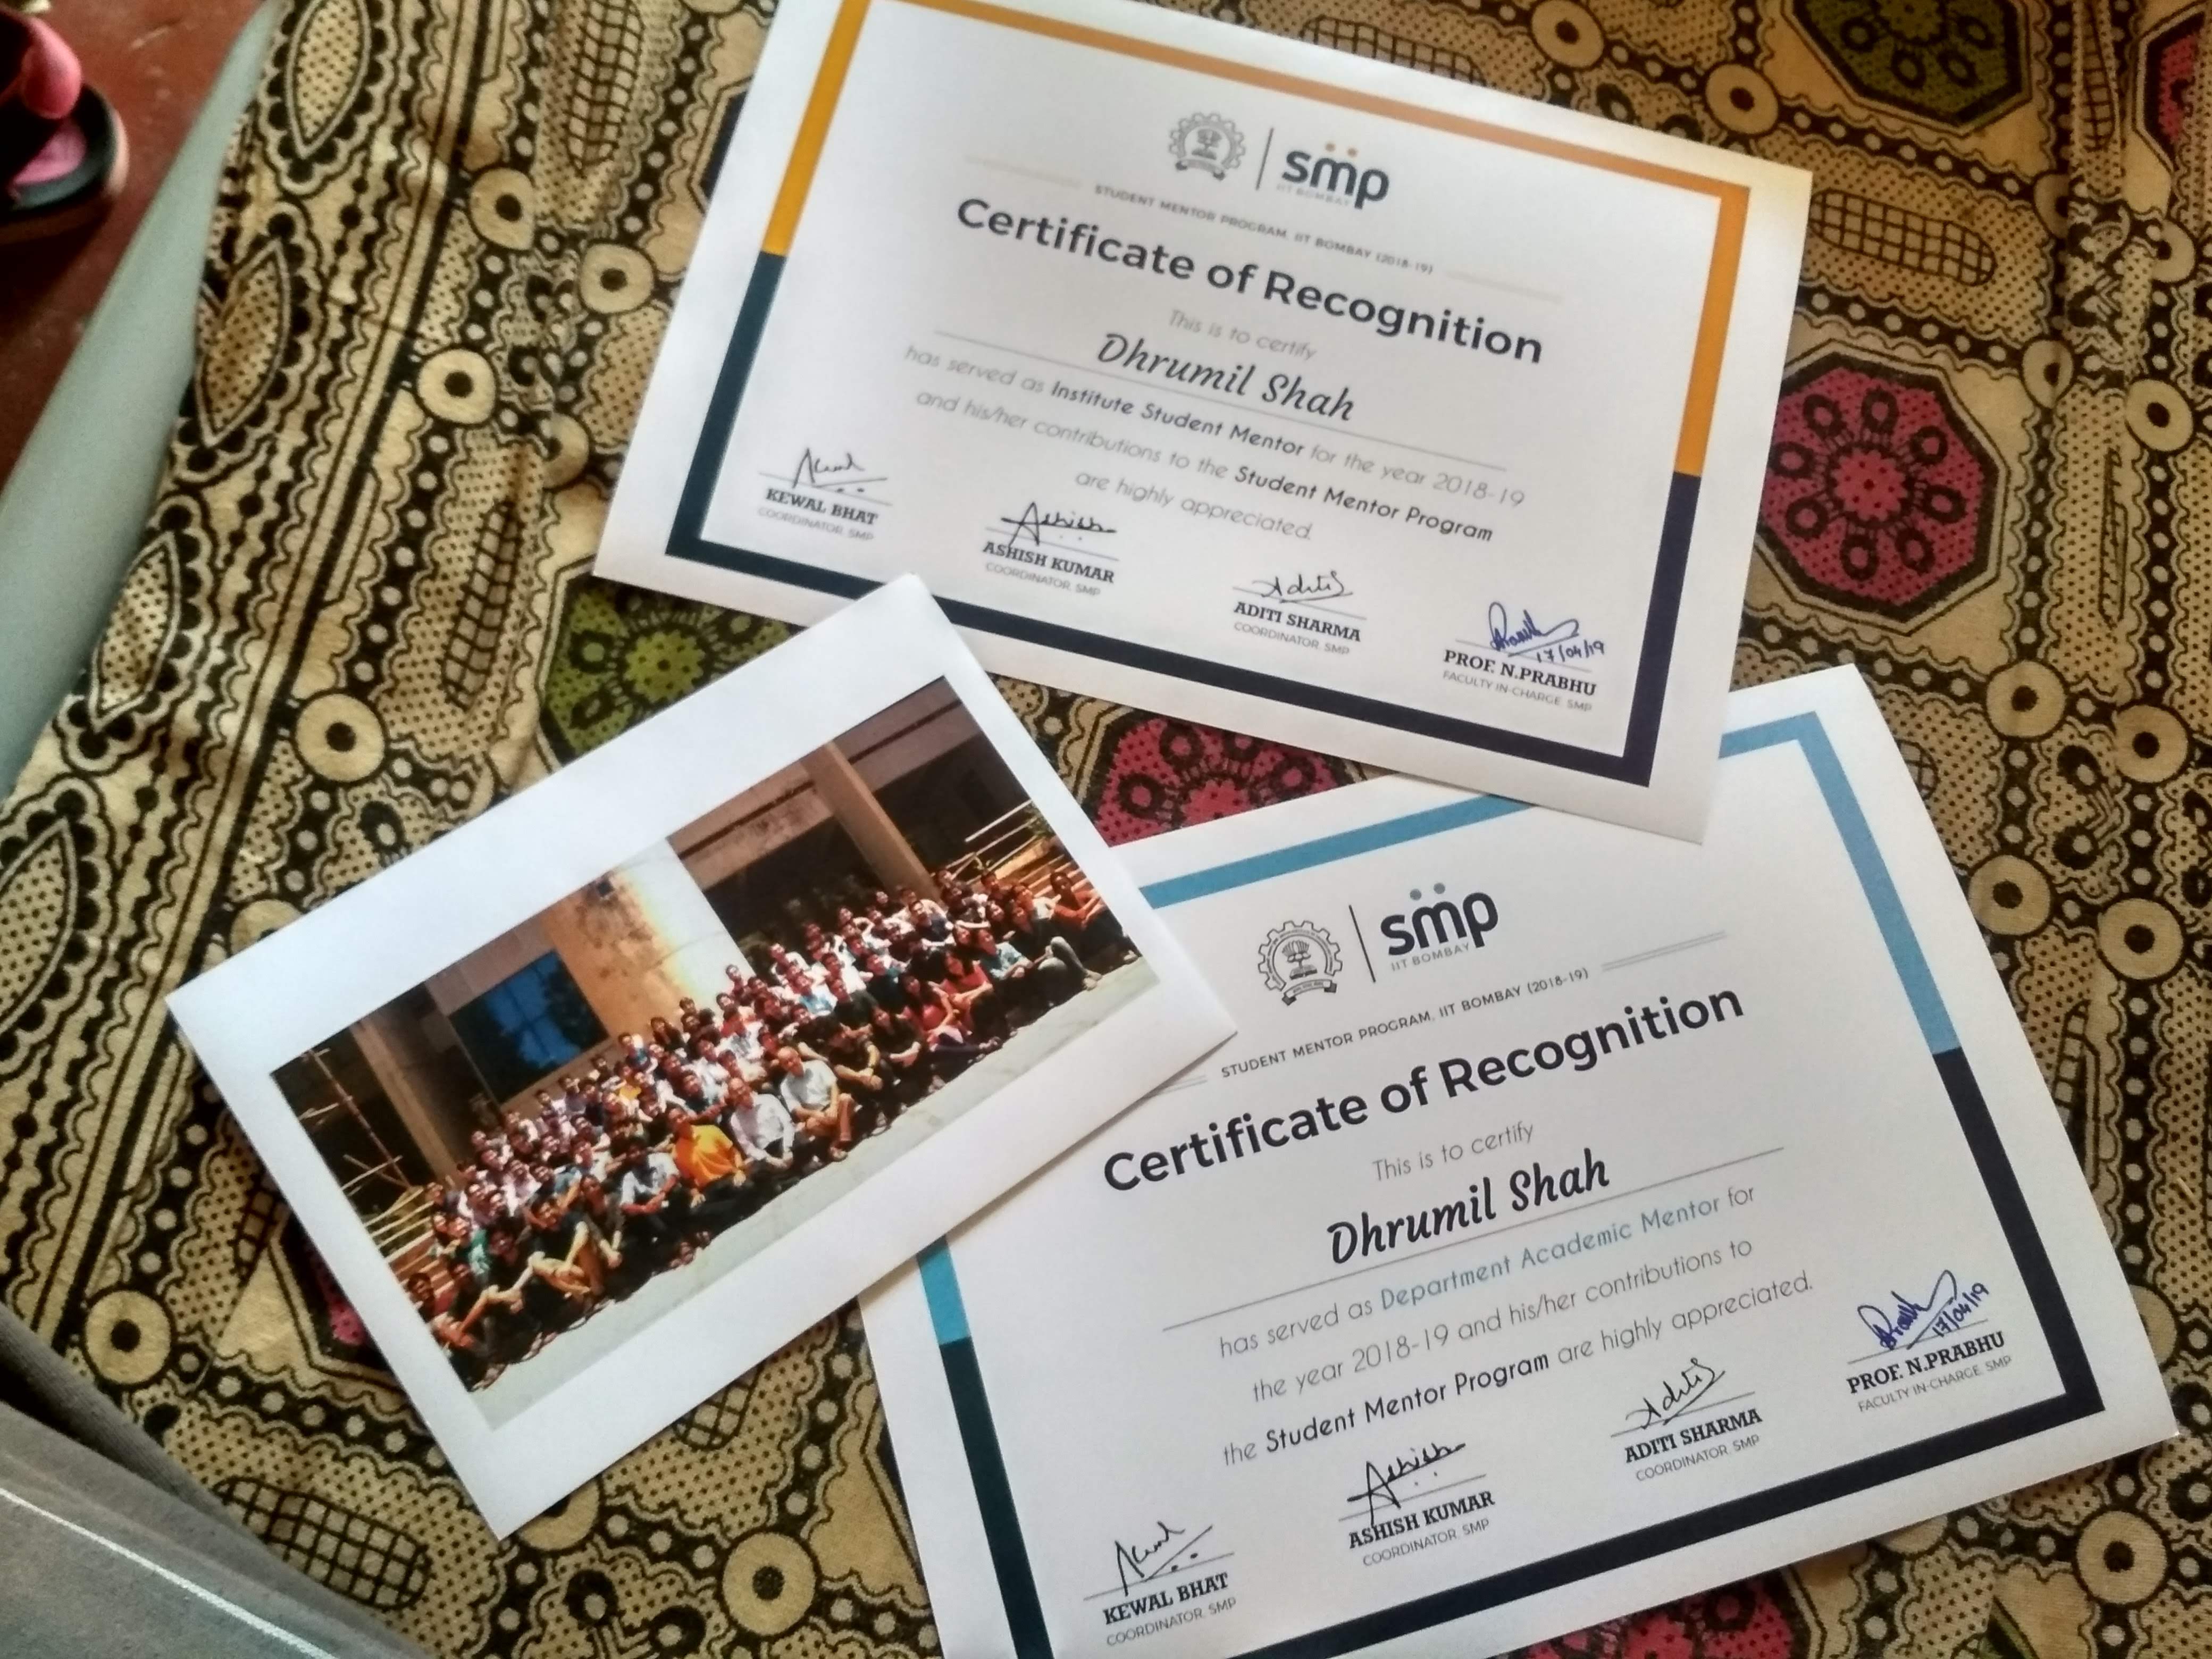 smp
IIT BOMBAY
STUDENT MENTOR PROGRAM, IIT BOMBAY (2018-19)
Certificate of Recognition
This is to certify
Dhrumil Shah
has served as Institute Student Mentor for the year 2018-19
and his/her contributions to the Student Mentor Program
are highly appreciated.
KEWAL BHAT
COORDINATOR, SMP
Ashish
ASHISH KUMAR
COORDINATOR, SMP
Aditi S
ADITI SHARMA
COORDINATOR, SMP
17/04/19
PROF. N.PRABHU
FACULTY IN-CHARGE, SMP
smp
IIT BOMBAY
STUDENT MENTOR PROGRAM, IIT BOMBAY (2018-19)
Certificate of Recognition
This is to certify
Dhrumil Shah
has served as Department Academic Mentor for
the year 2018-19 and his/her contributions to
the Student Mentor Program are highly appreciated.
KEWAL BHAT
COORDINATOR, SMP
Ashish
ASHISH KUMAR
COORDINATOR, SMP
Aditi S
ADITI SHARMA
COORDINATOR, SMP
17/04/19
PROF. N.PRABHU
FACULTY IN-CHARGE, SMP